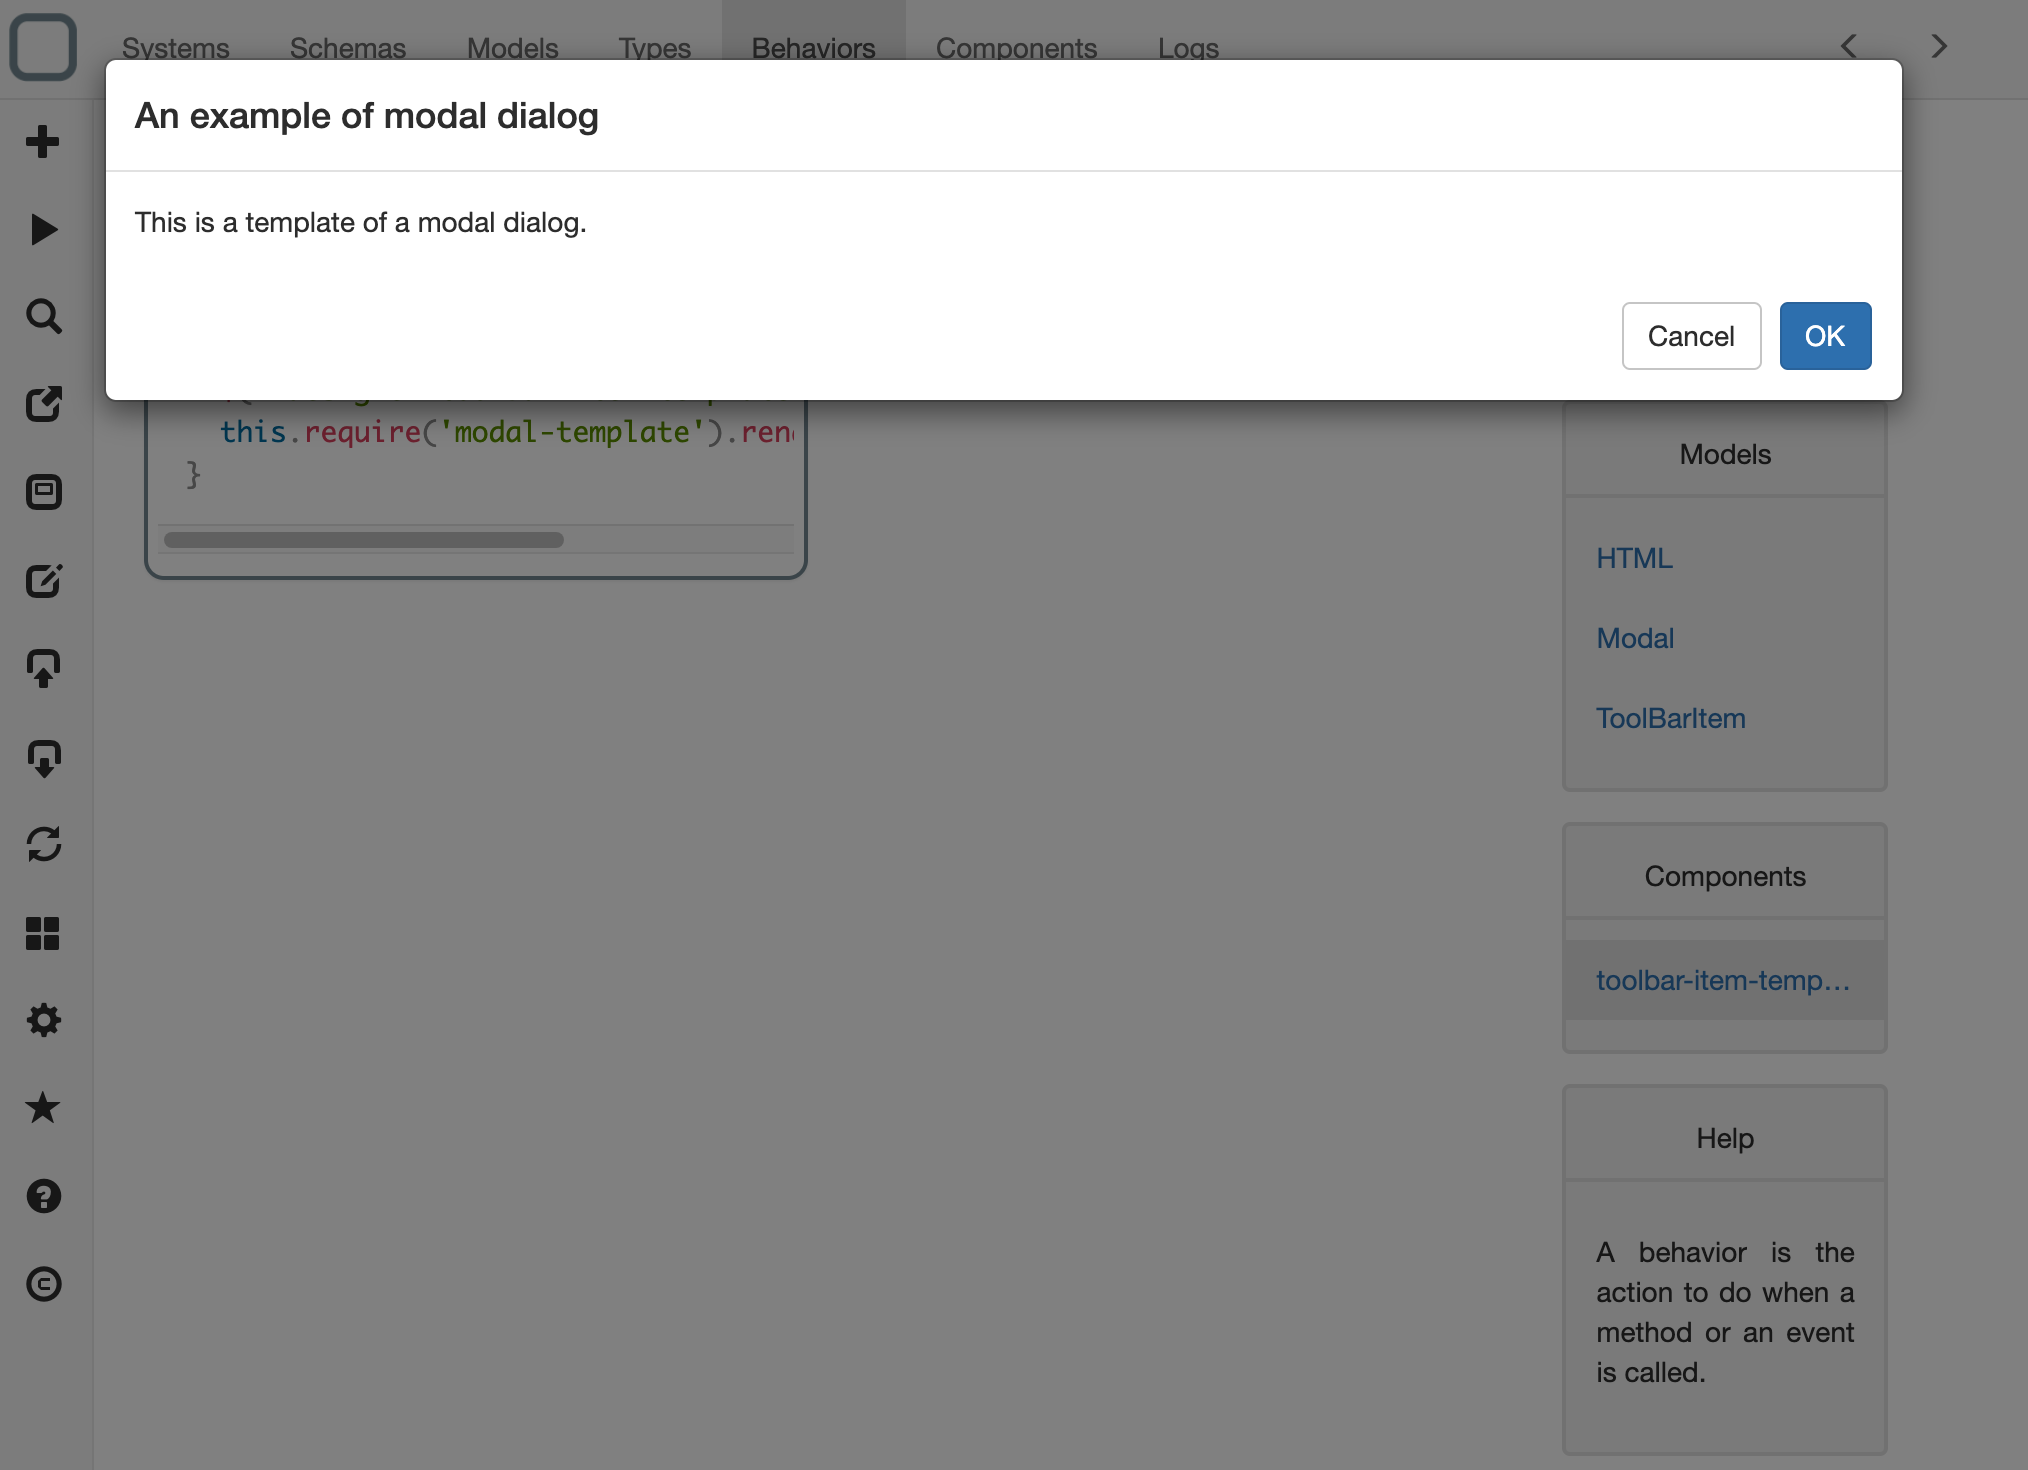 Systems Schemas Models Types Behaviors Components Logs
An example of modal dialog
This is a template of a modal dialog.
Cancel OK
this.require('modal-template').ren
}
Models
HTML
Modal
ToolBarItem
Components
toolbar-item-temp...
Help
A behavior is the
action to do when a
method or an event
is called.